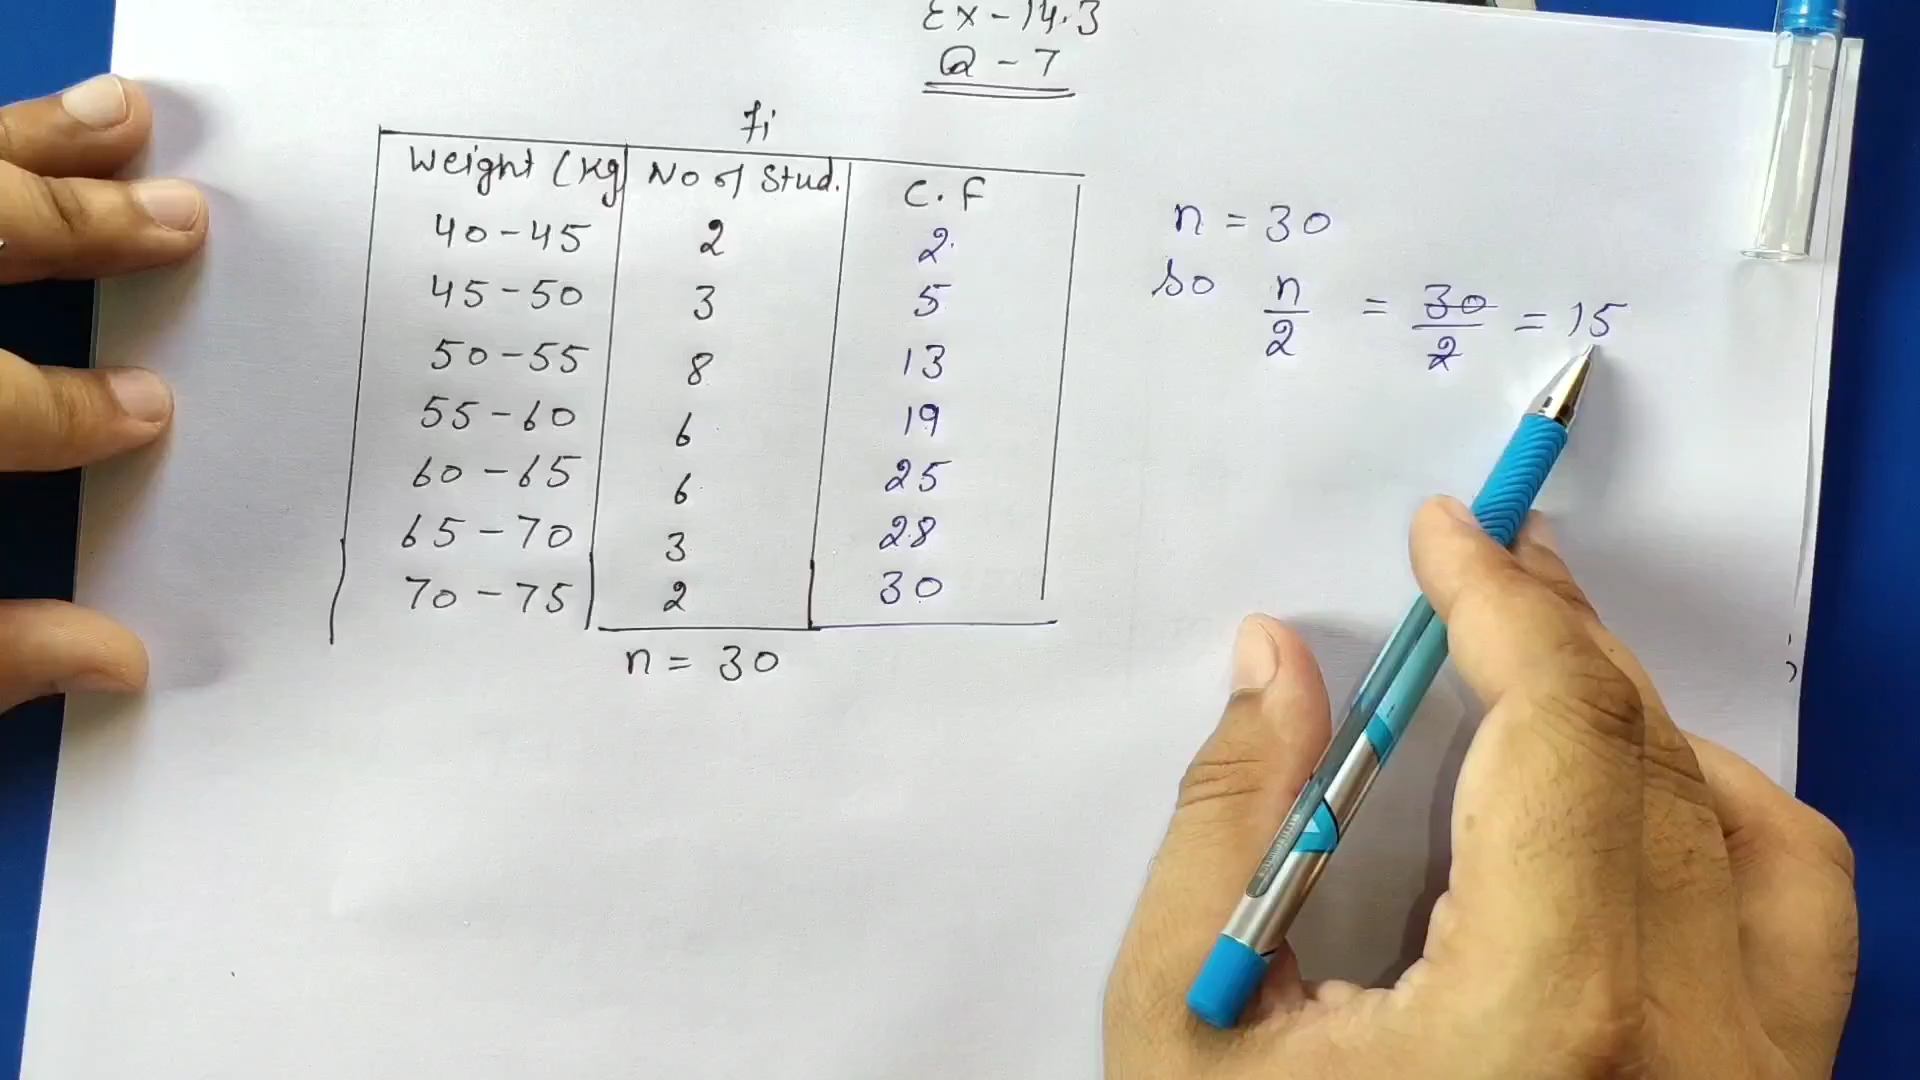 Ex-14.3
Q-7
fi
Weight (Kg) No of Stud. C.F
40-45 2 2
45-50 3 5
50-55 8 13
55-60 6 19
60-65 6 25
65-70 3 28
70-75 2 30
n = 30
n = 30
so n/2 = 30/2 = 15